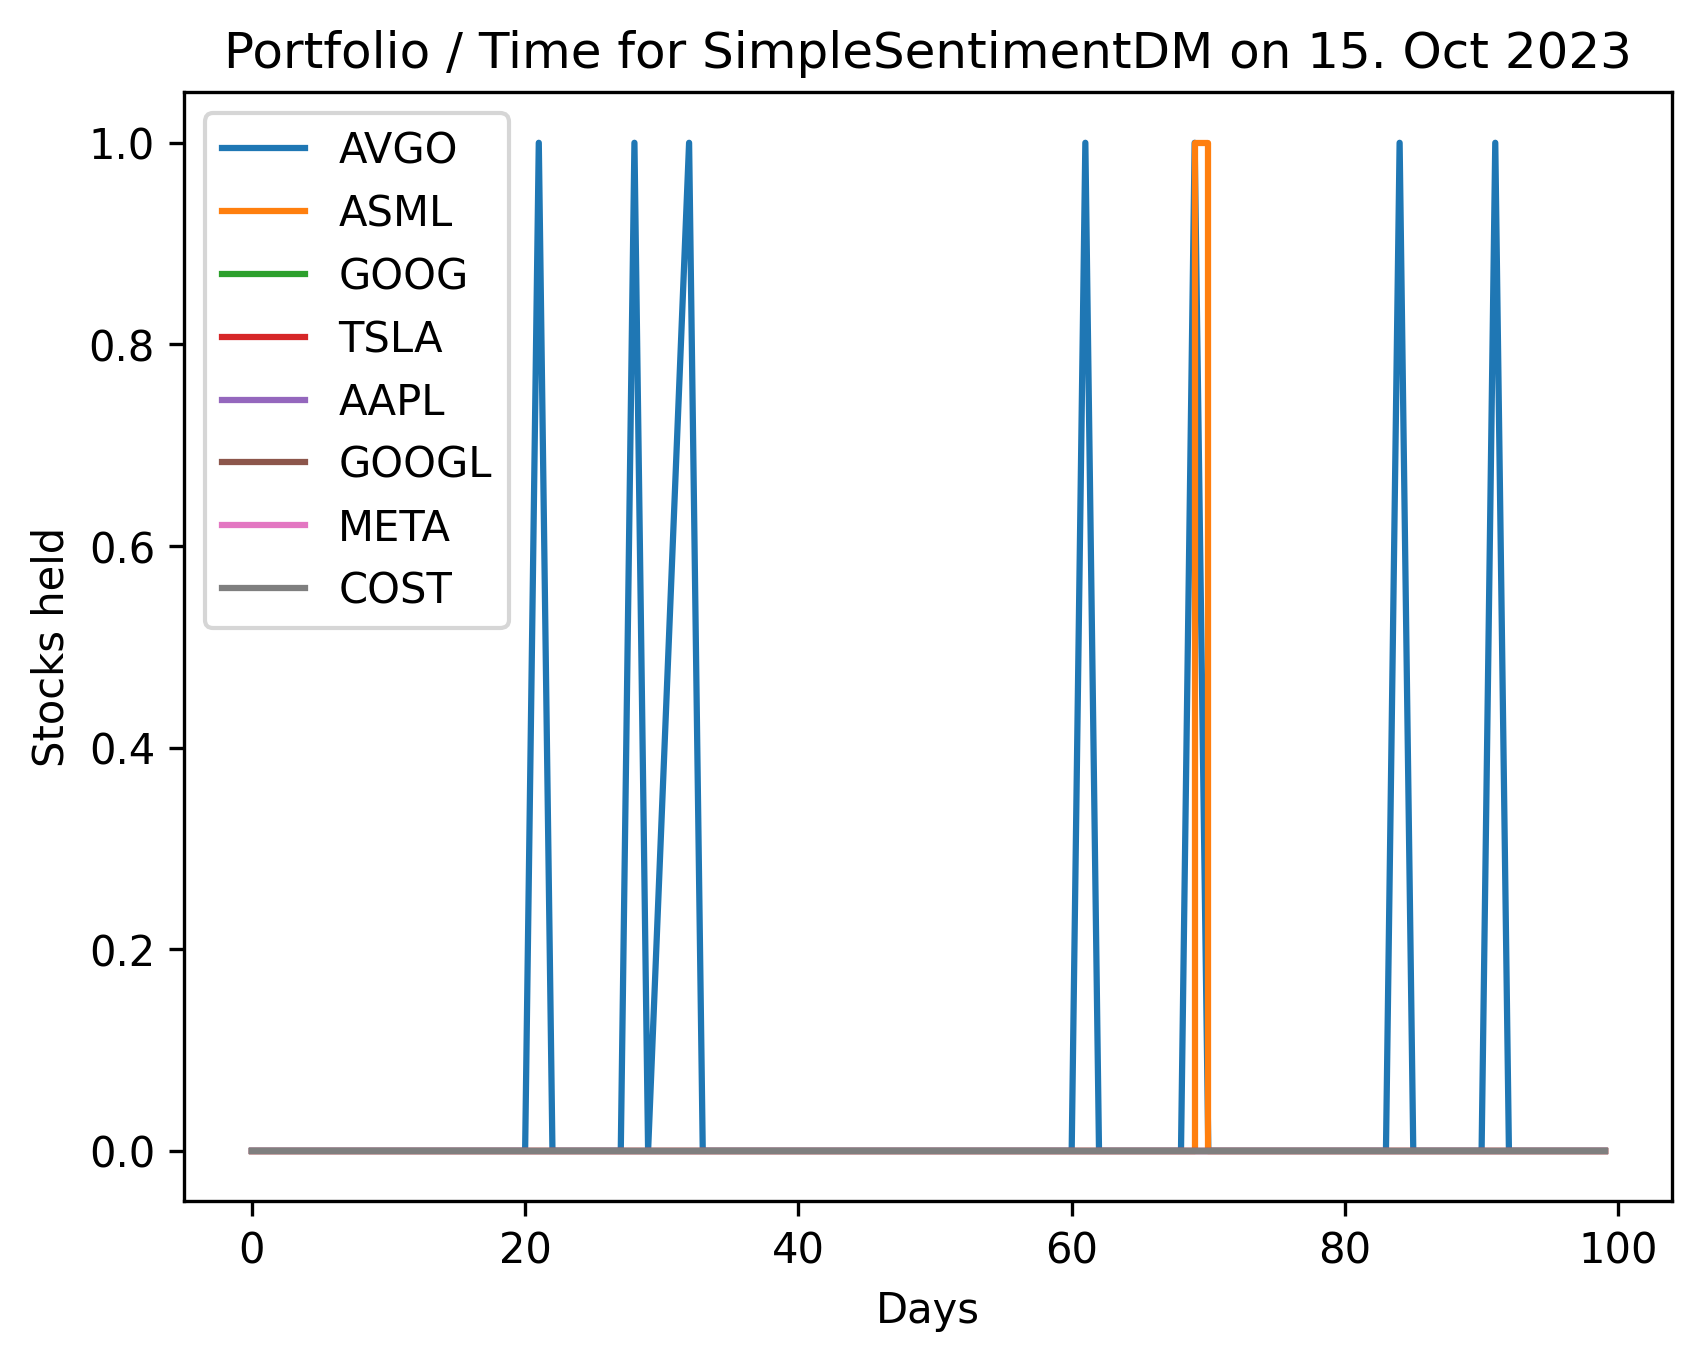 Portfolio / Time for SimpleSentimentDM on 15. Oct 2023
AVGO
ASML
GOOG
TSLA
AAPL
GOOGL
META
COST
Stocks held
1.0
0.8
0.6
0.4
0.2
0.0
0 20 40 60 80 100
Days